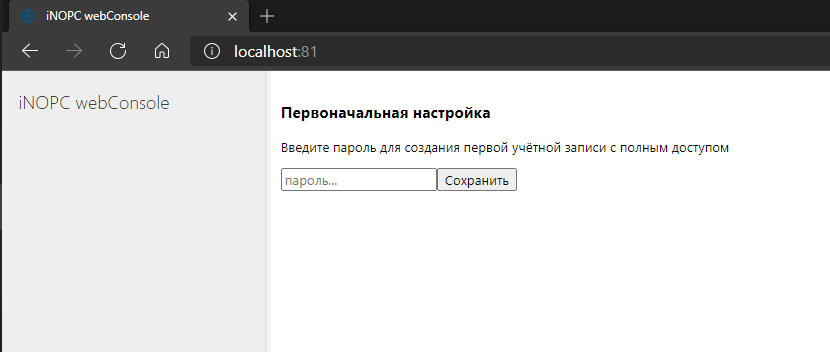 iNOPC webConsole
localhost:81
iNOPC webConsole
Первоначальная настройка
Введите пароль для создания первой учётной записи с полным доступом
пароль... Сохранить